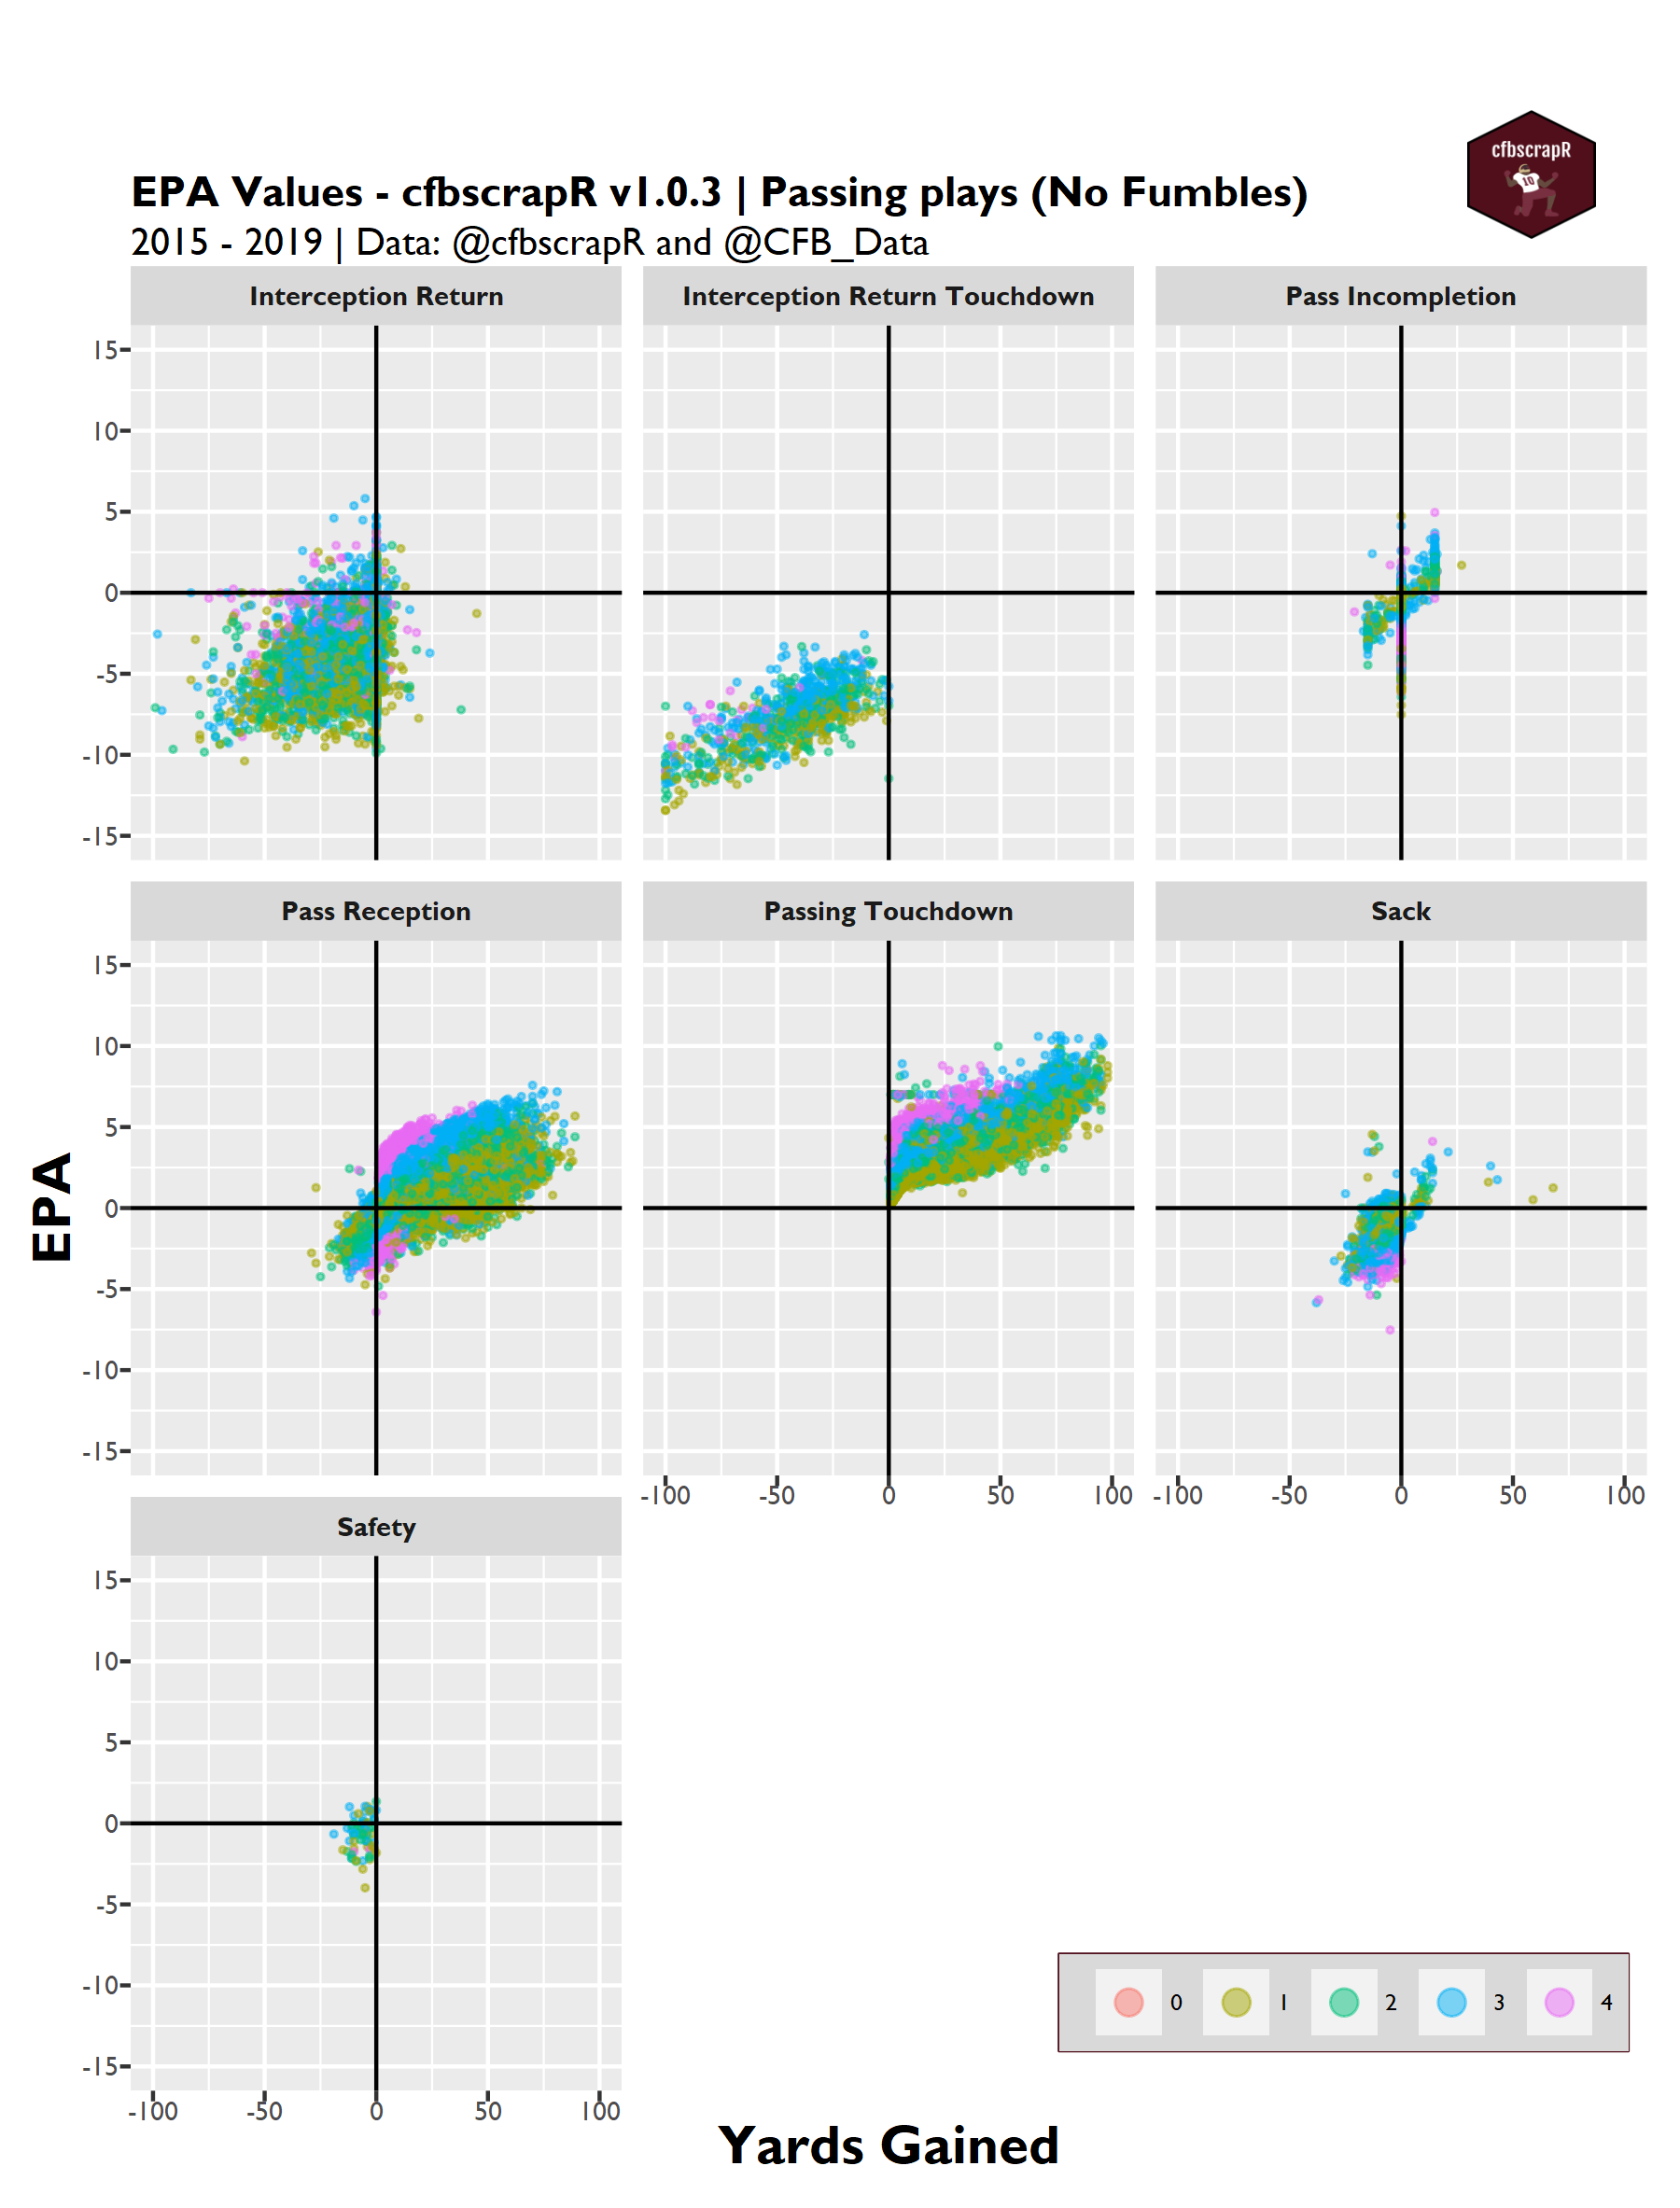 cfbscrapR
10
EPA Values - cfbscrapR v1.0.3 | Passing plays (No Fumbles)
2015 - 2019 | Data: @cfbscrapR and @CFB_Data
Interception Return
Interception Return Touchdown
Pass Incompletion
15
10
5
0
-5
-10
-15
Pass Reception
Passing Touchdown
Sack
15
10
5
0
-5
-10
-15
-100 -50 0 50 100
-100 -50 0 50 100
EPA
Safety
15
10
5
0
-5
-10
-15
-100 -50 0 50 100
0 1 2 3 4
Yards Gained